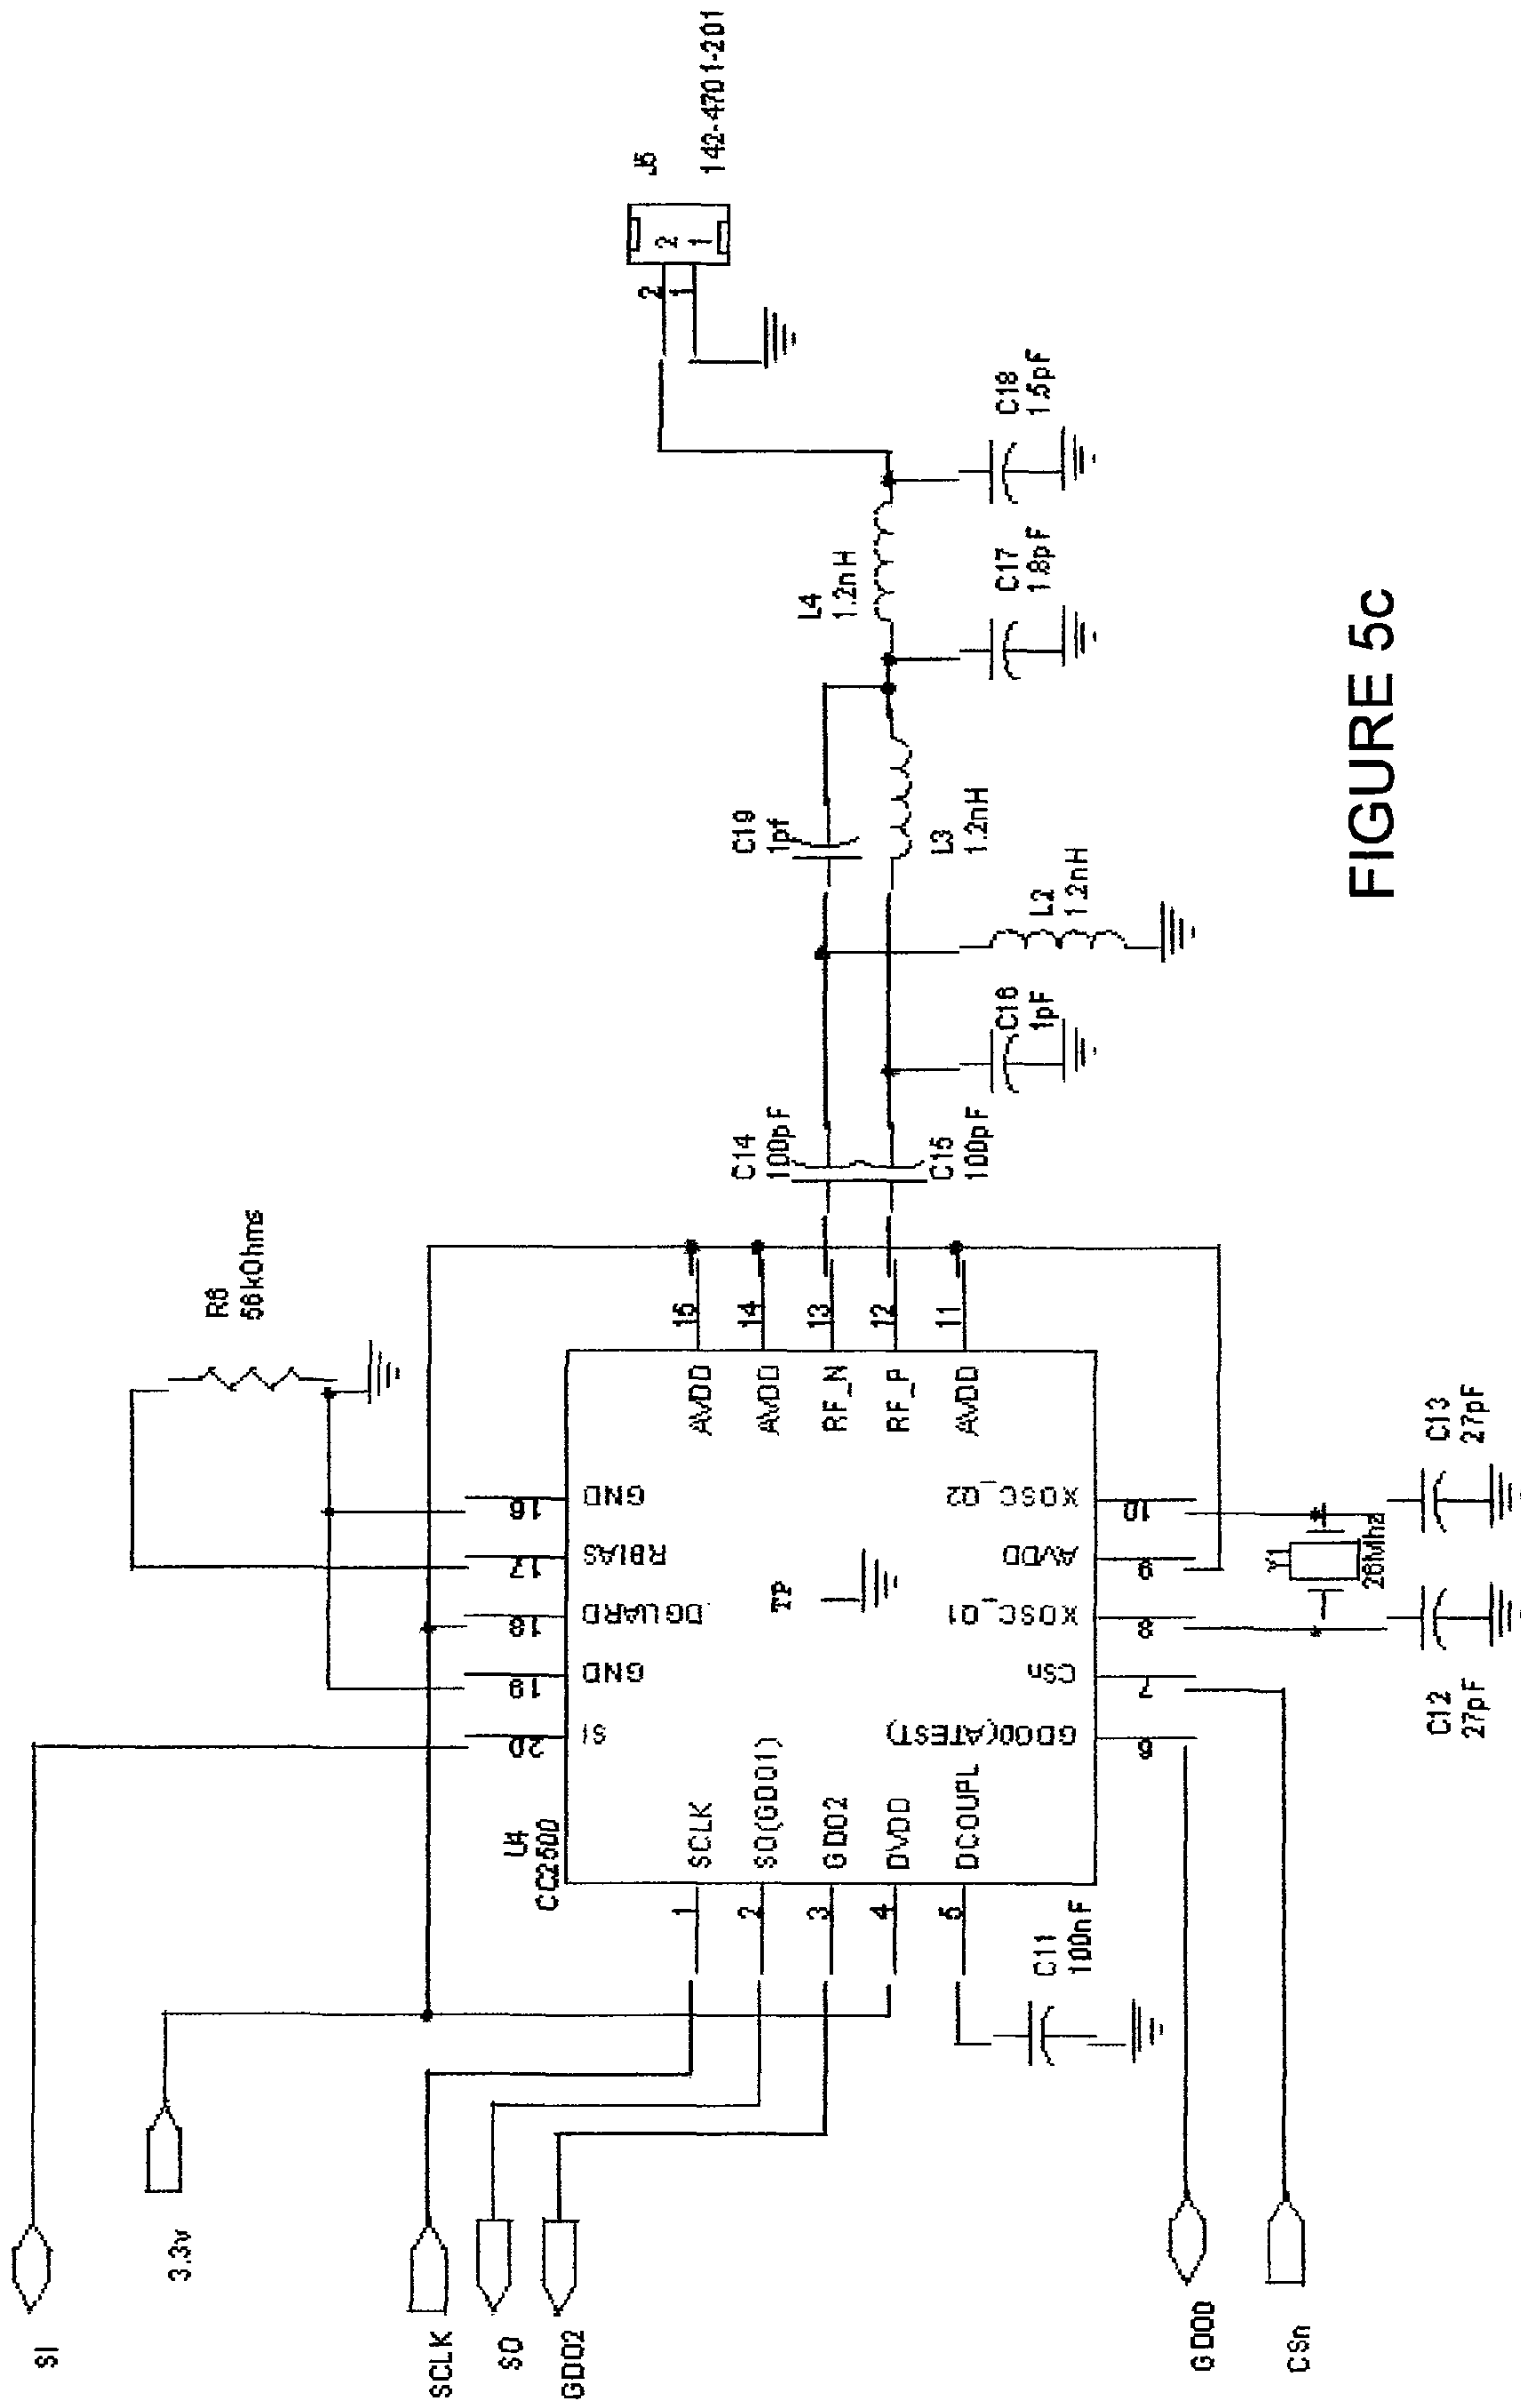 SI
3.3v
SCLK
SO
GDO2
GDO0
CSn
U4
CC2500
1
2
3
4
5
SCLK
SO(GDO1)
GDO2
DVDD
DCOUPL
C11
100nF
20
19
18
17
16
SI
GND
DGUARD
RBIAS
GND
TP
GDO0(ATEST)
CSn
XOSC_Q1
AVDD
XOSC_Q2
6
7
8
9
10
AVDD
AVDD
RF_N
RF_P
AVDD
15
14
13
12
11
R6
56kOhms
Y1
26Mhz
C12
27pF
C13
27pF
C14
100pF
C15
100pF
C16
1pF
L2
1.2nH
C19
1pf
L3
1.2nH
L4
1.2nH
C17
1.8pF
C18
1.5pF
2
1
2
1
J5
142-4701-201
FIGURE 5c